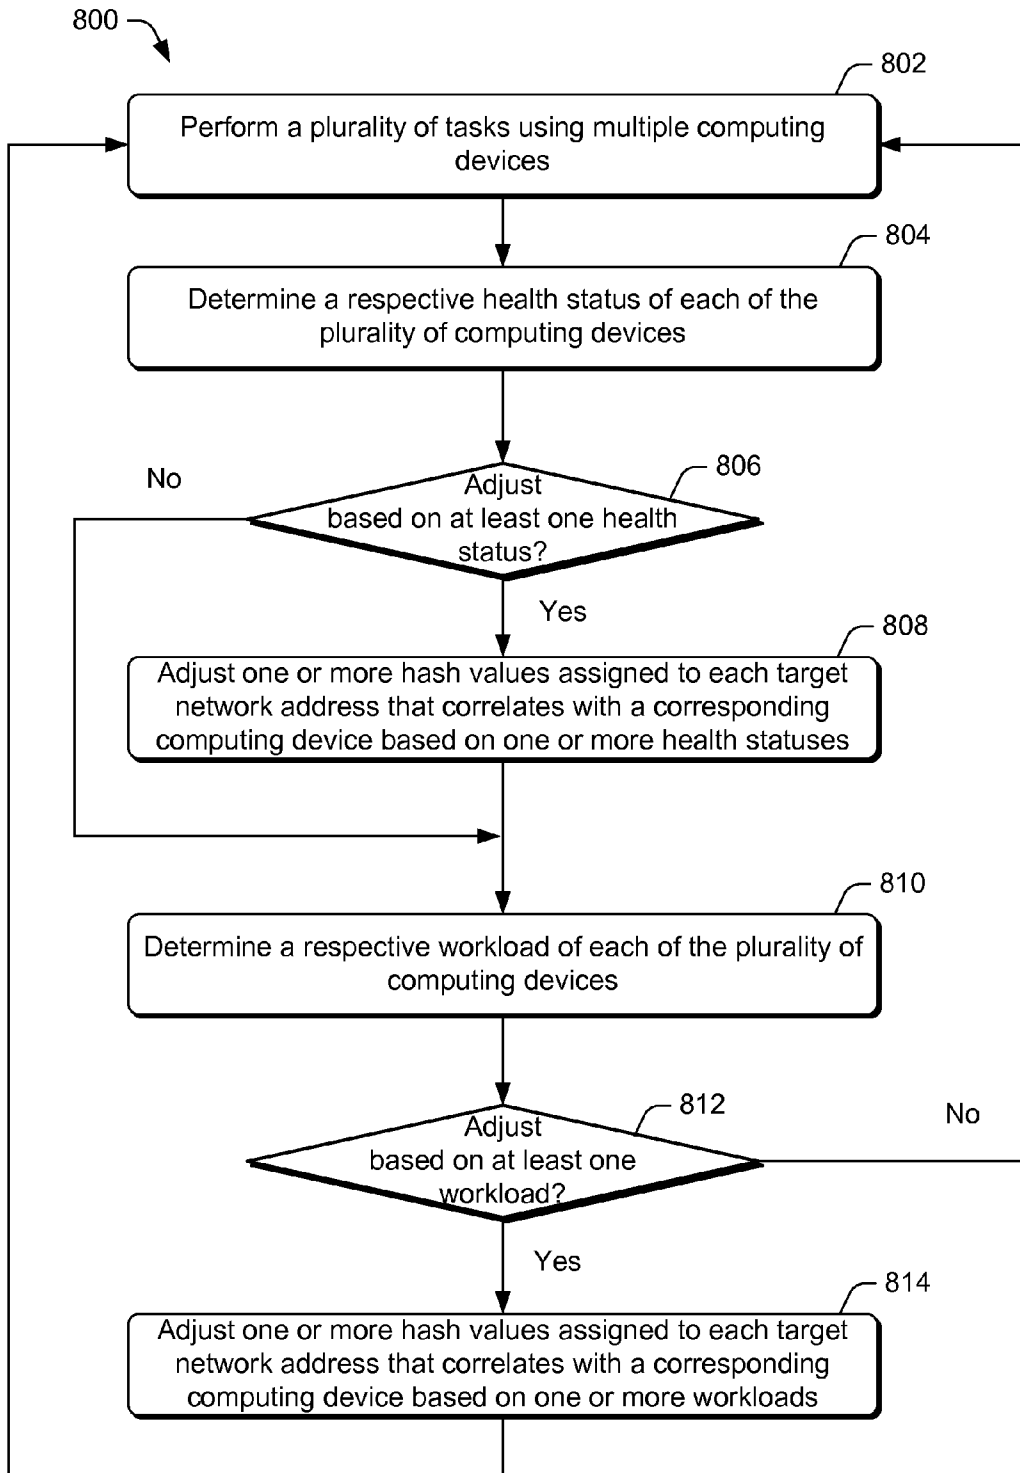 800
802
Perform a plurality of tasks using multiple computing
devices
804
Determine a respective health status of each of the
plurality of computing devices
806
No
Adjust
based on at least one health
status?
Yes
808
Adjust one or more hash values assigned to each target
network address that correlates with a corresponding
computing device based on one or more health statuses
810
Determine a respective workload of each of the plurality of
computing devices
812
No
Adjust
based on at least one
workload?
Yes
814
Adjust one or more hash values assigned to each target
network address that correlates with a corresponding
computing device based on one or more workloads